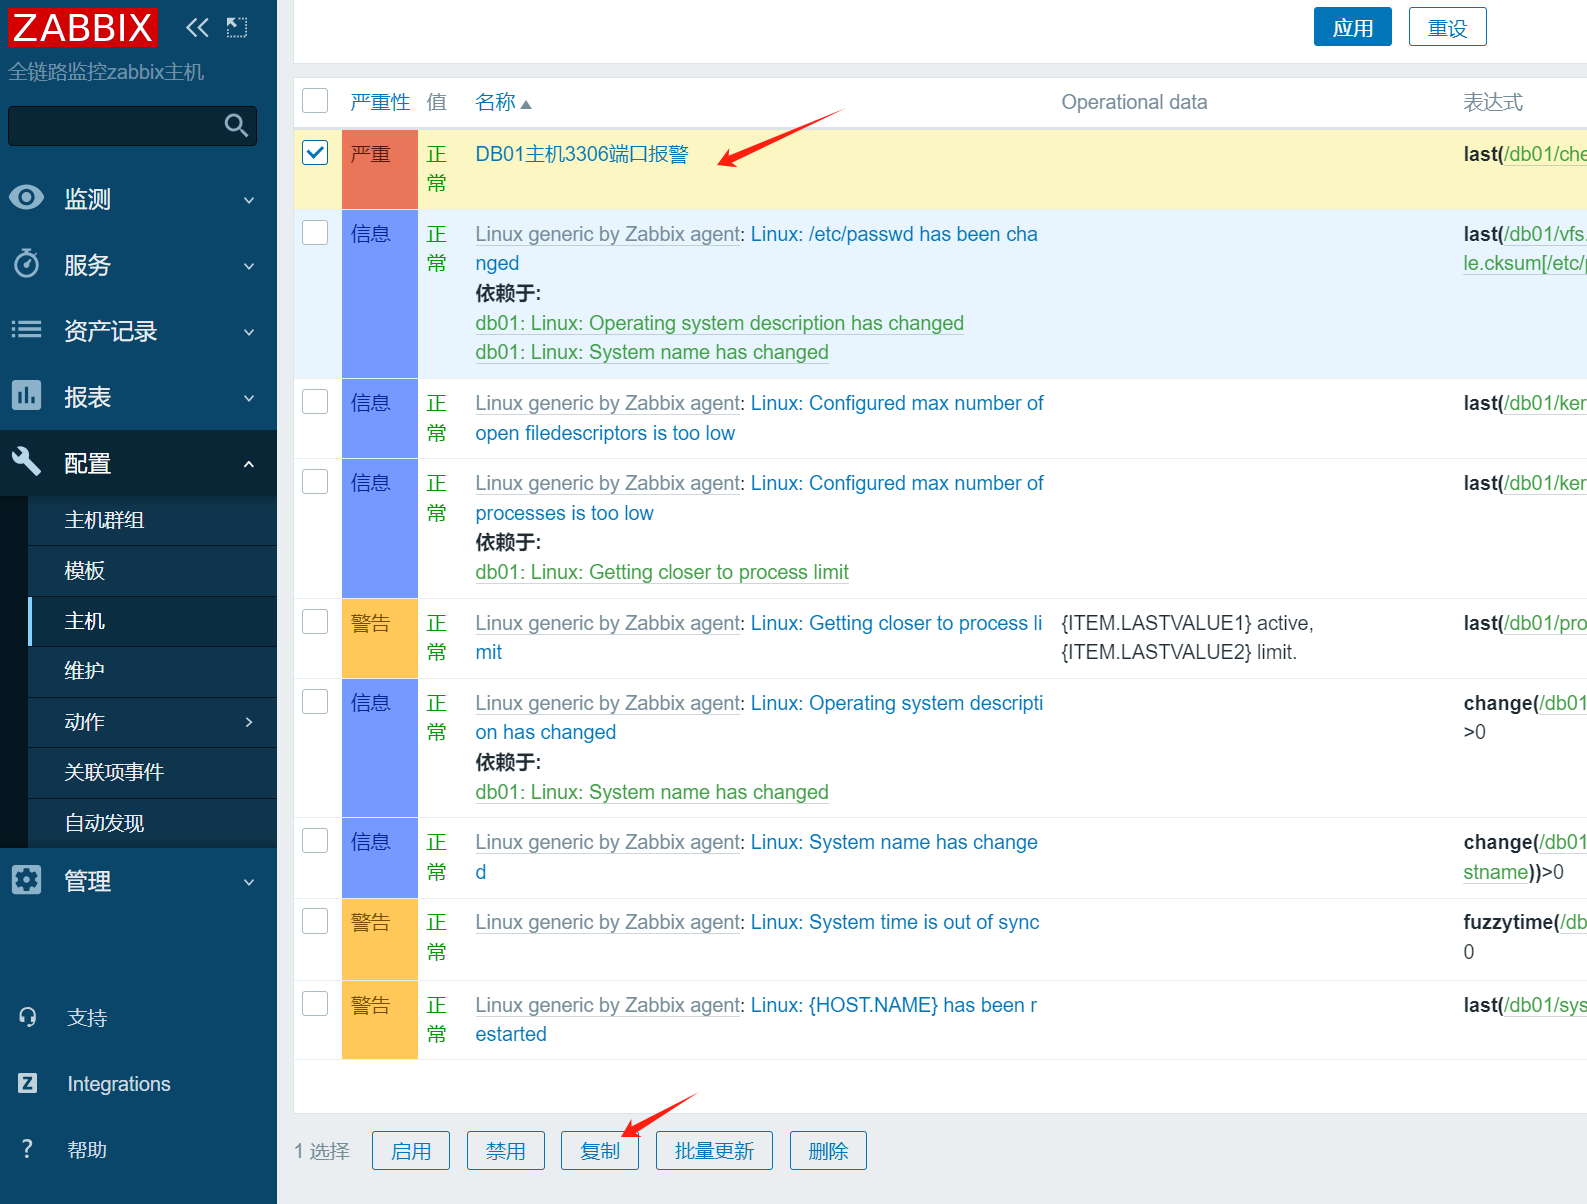 ZABBIX
全链路监控zabbix主机
监测
服务
资产记录
报表
配置
主机群组
模板
主机
维护
动作
关联项事件
自动发现
管理
支持
Integrations
帮助
应用 重设
严重性 值 名称 Operational data 表达式
严重 正常 DB01主机3306端口报警 last(/db01/che
信息 正常 Linux generic by Zabbix agent: Linux: /etc/passwd has been cha last(/db01/vfs.
nged le.cksum[/etc/p
依赖于:
db01: Linux: Operating system description has changed
db01: Linux: System name has changed
信息 正常 Linux generic by Zabbix agent: Linux: Configured max number of last(/db01/ker
open filedescriptors is too low
信息 正常 Linux generic by Zabbix agent: Linux: Configured max number of last(/db01/ker
processes is too low
依赖于:
db01: Linux: Getting closer to process limit
警告 正常 Linux generic by Zabbix agent: Linux: Getting closer to process li {ITEM.LASTVALUE1} active, last(/db01/pro
mit {ITEM.LASTVALUE2} limit.
信息 正常 Linux generic by Zabbix agent: Linux: Operating system descripti change(/db01
on has changed >0
依赖于:
db01: Linux: System name has changed
信息 正常 Linux generic by Zabbix agent: Linux: System name has change change(/db01
d stname))>0
警告 正常 Linux generic by Zabbix agent: Linux: System time is out of sync fuzzytime(/db
0
警告 正常 Linux generic by Zabbix agent: Linux: {HOST.NAME} has been r last(/db01/sys
estarted
1 选择 启用 禁用 复制 批量更新 删除